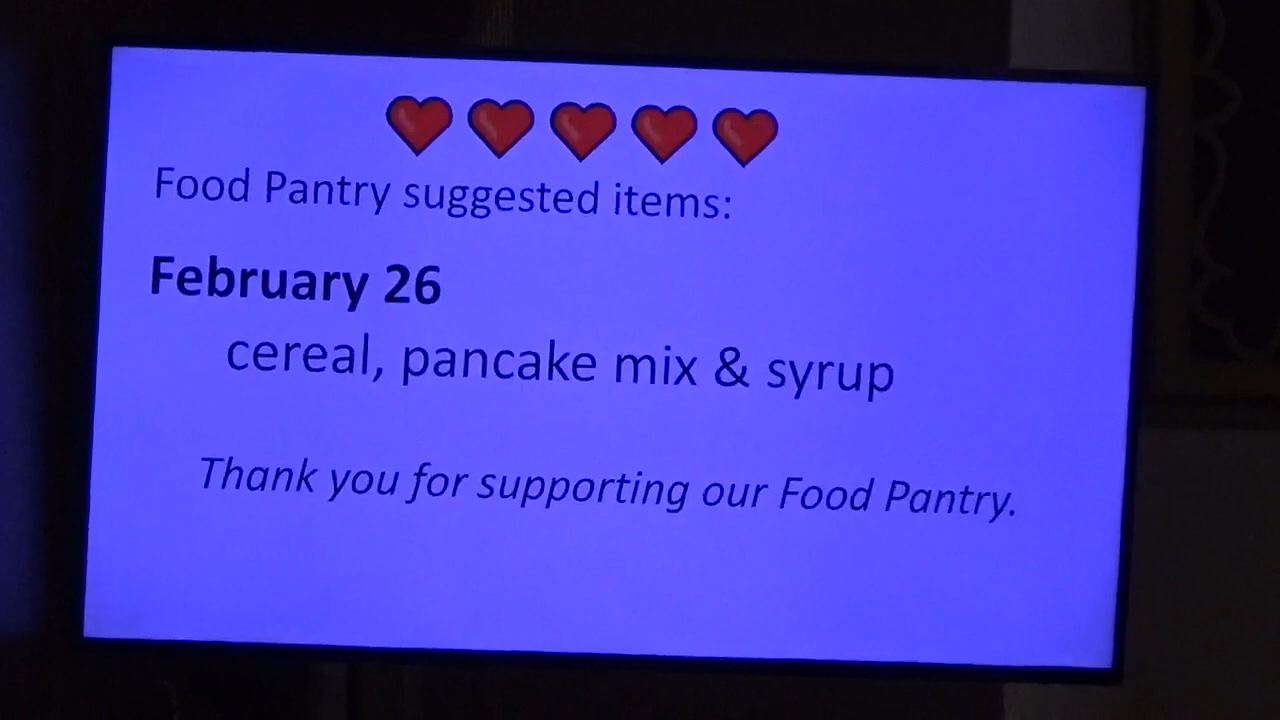 Food Pantry suggested items:
February 26
cereal, pancake mix & syrup
Thank you for supporting our Food Pantry.